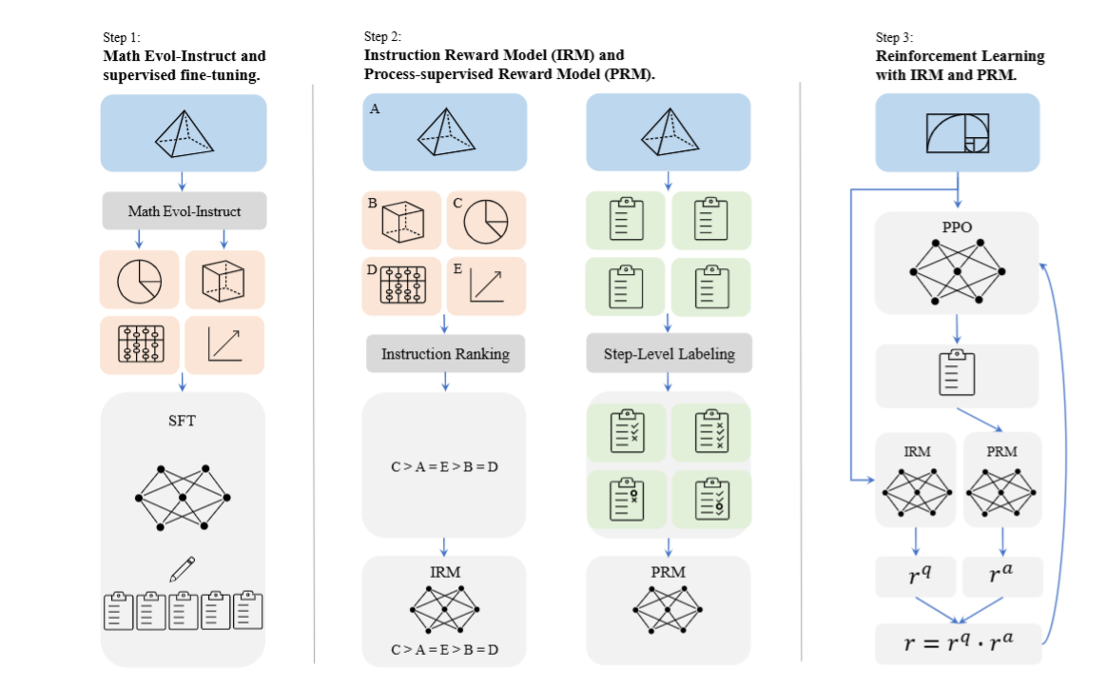 Step 1:
Math Evol-Instruct and
supervised fine-tuning.
Math Evol-Instruct
SFT
Step 2:
Instruction Reward Model (IRM) and
Process-supervised Reward Model (PRM).
A
B
C
D
E
Instruction Ranking
C > A = E > B = D
IRM
C > A = E > B = D
Step-Level Labeling
PRM
Step 3:
Reinforcement Learning
with IRM and PRM.
PPO
IRM
PRM
r^q
r^a
r = r^q · r^a